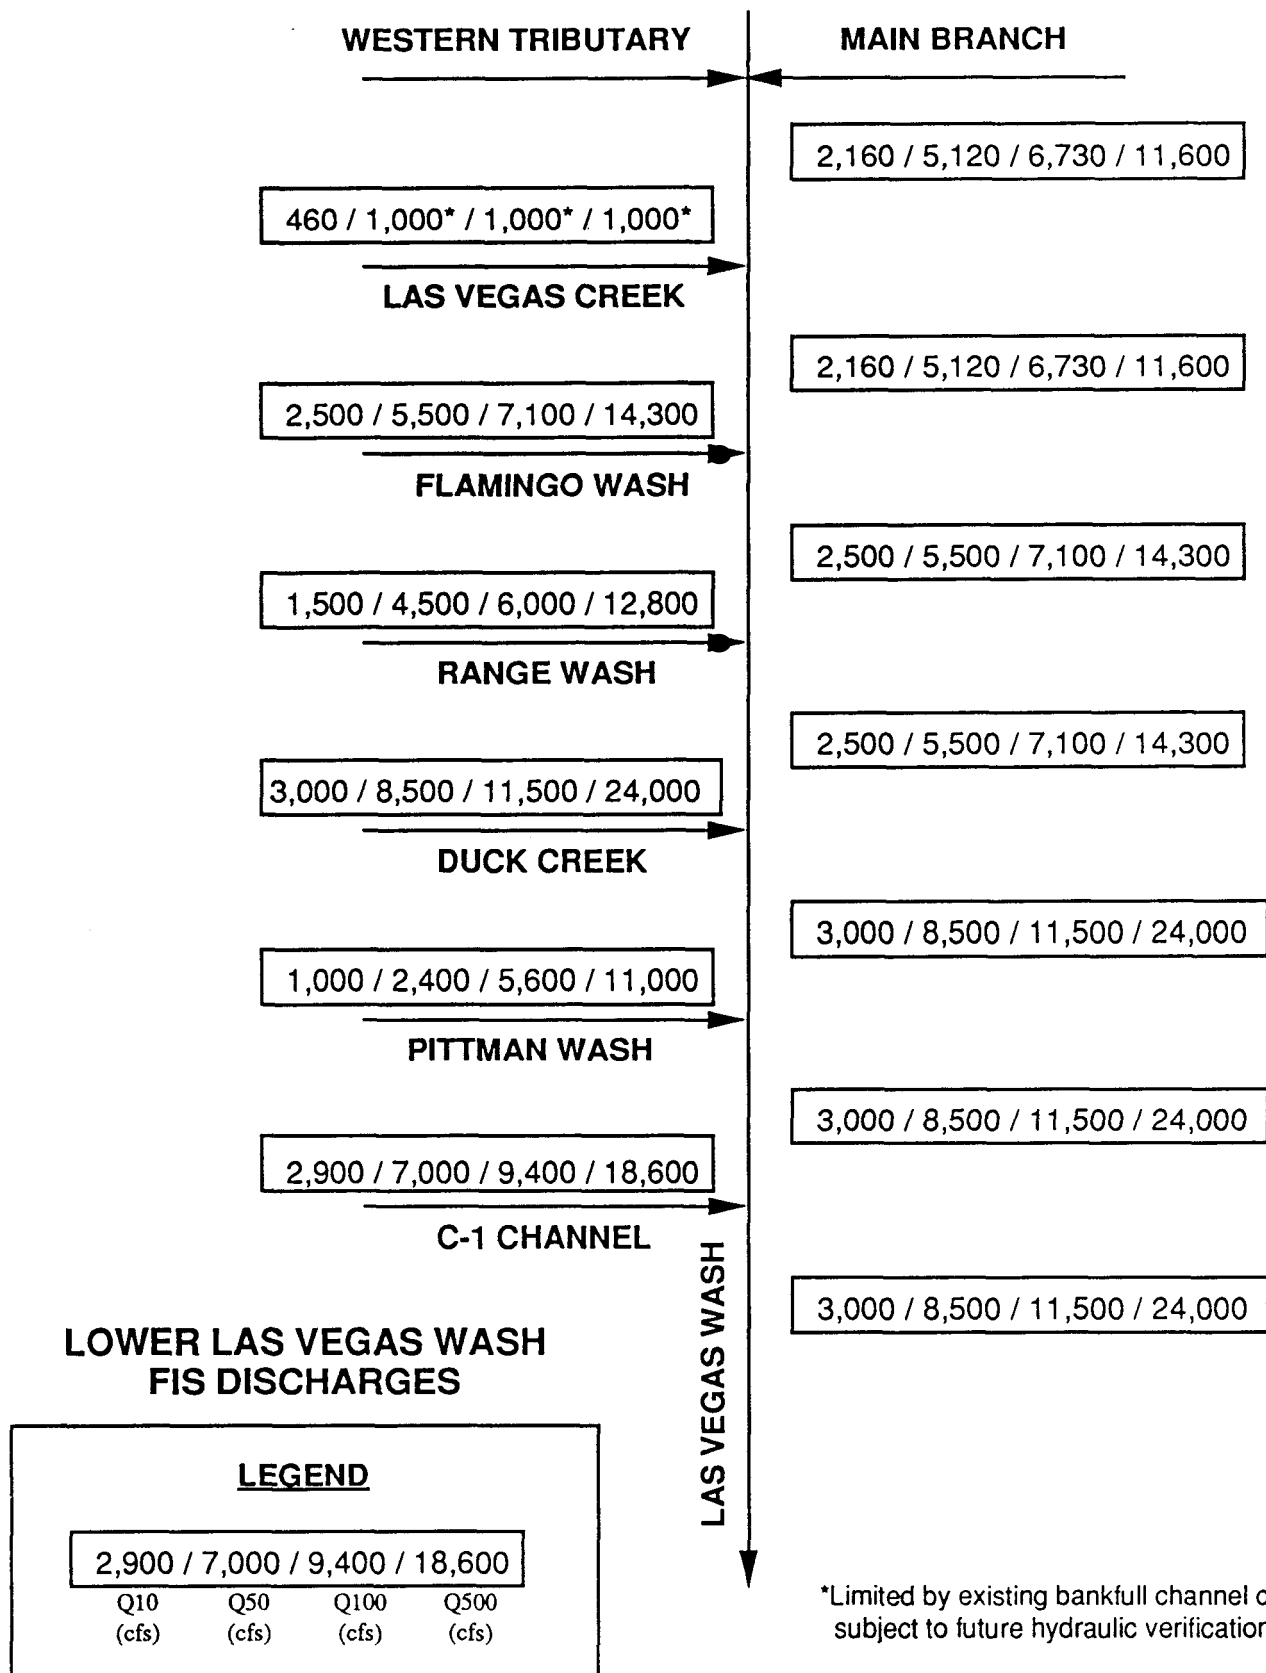 WESTERN TRIBUTARY
MAIN BRANCH
2,160 / 5,120 / 6,730 / 11,600
460 / 1,000* / 1,000* / 1,000*
LAS VEGAS CREEK
2,160 / 5,120 / 6,730 / 11,600
2,500 / 5,500 / 7,100 / 14,300
FLAMINGO WASH
2,500 / 5,500 / 7,100 / 14,300
1,500 / 4,500 / 6,000 / 12,800
RANGE WASH
2,500 / 5,500 / 7,100 / 14,300
3,000 / 8,500 / 11,500 / 24,000
DUCK CREEK
3,000 / 8,500 / 11,500 / 24,000
1,000 / 2,400 / 5,600 / 11,000
PITTMAN WASH
3,000 / 8,500 / 11,500 / 24,000
2,900 / 7,000 / 9,400 / 18,600
C-1 CHANNEL
3,000 / 8,500 / 11,500 / 24,000
LAS VEGAS WASH
LOWER LAS VEGAS WASH
FIS DISCHARGES
LEGEND
2,900 / 7,000 / 9,400 / 18,600
Q10 Q50 Q100 Q500
(cfs) (cfs) (cfs) (cfs)
*Limited by existing bankfull channel
subject to future hydraulic verification